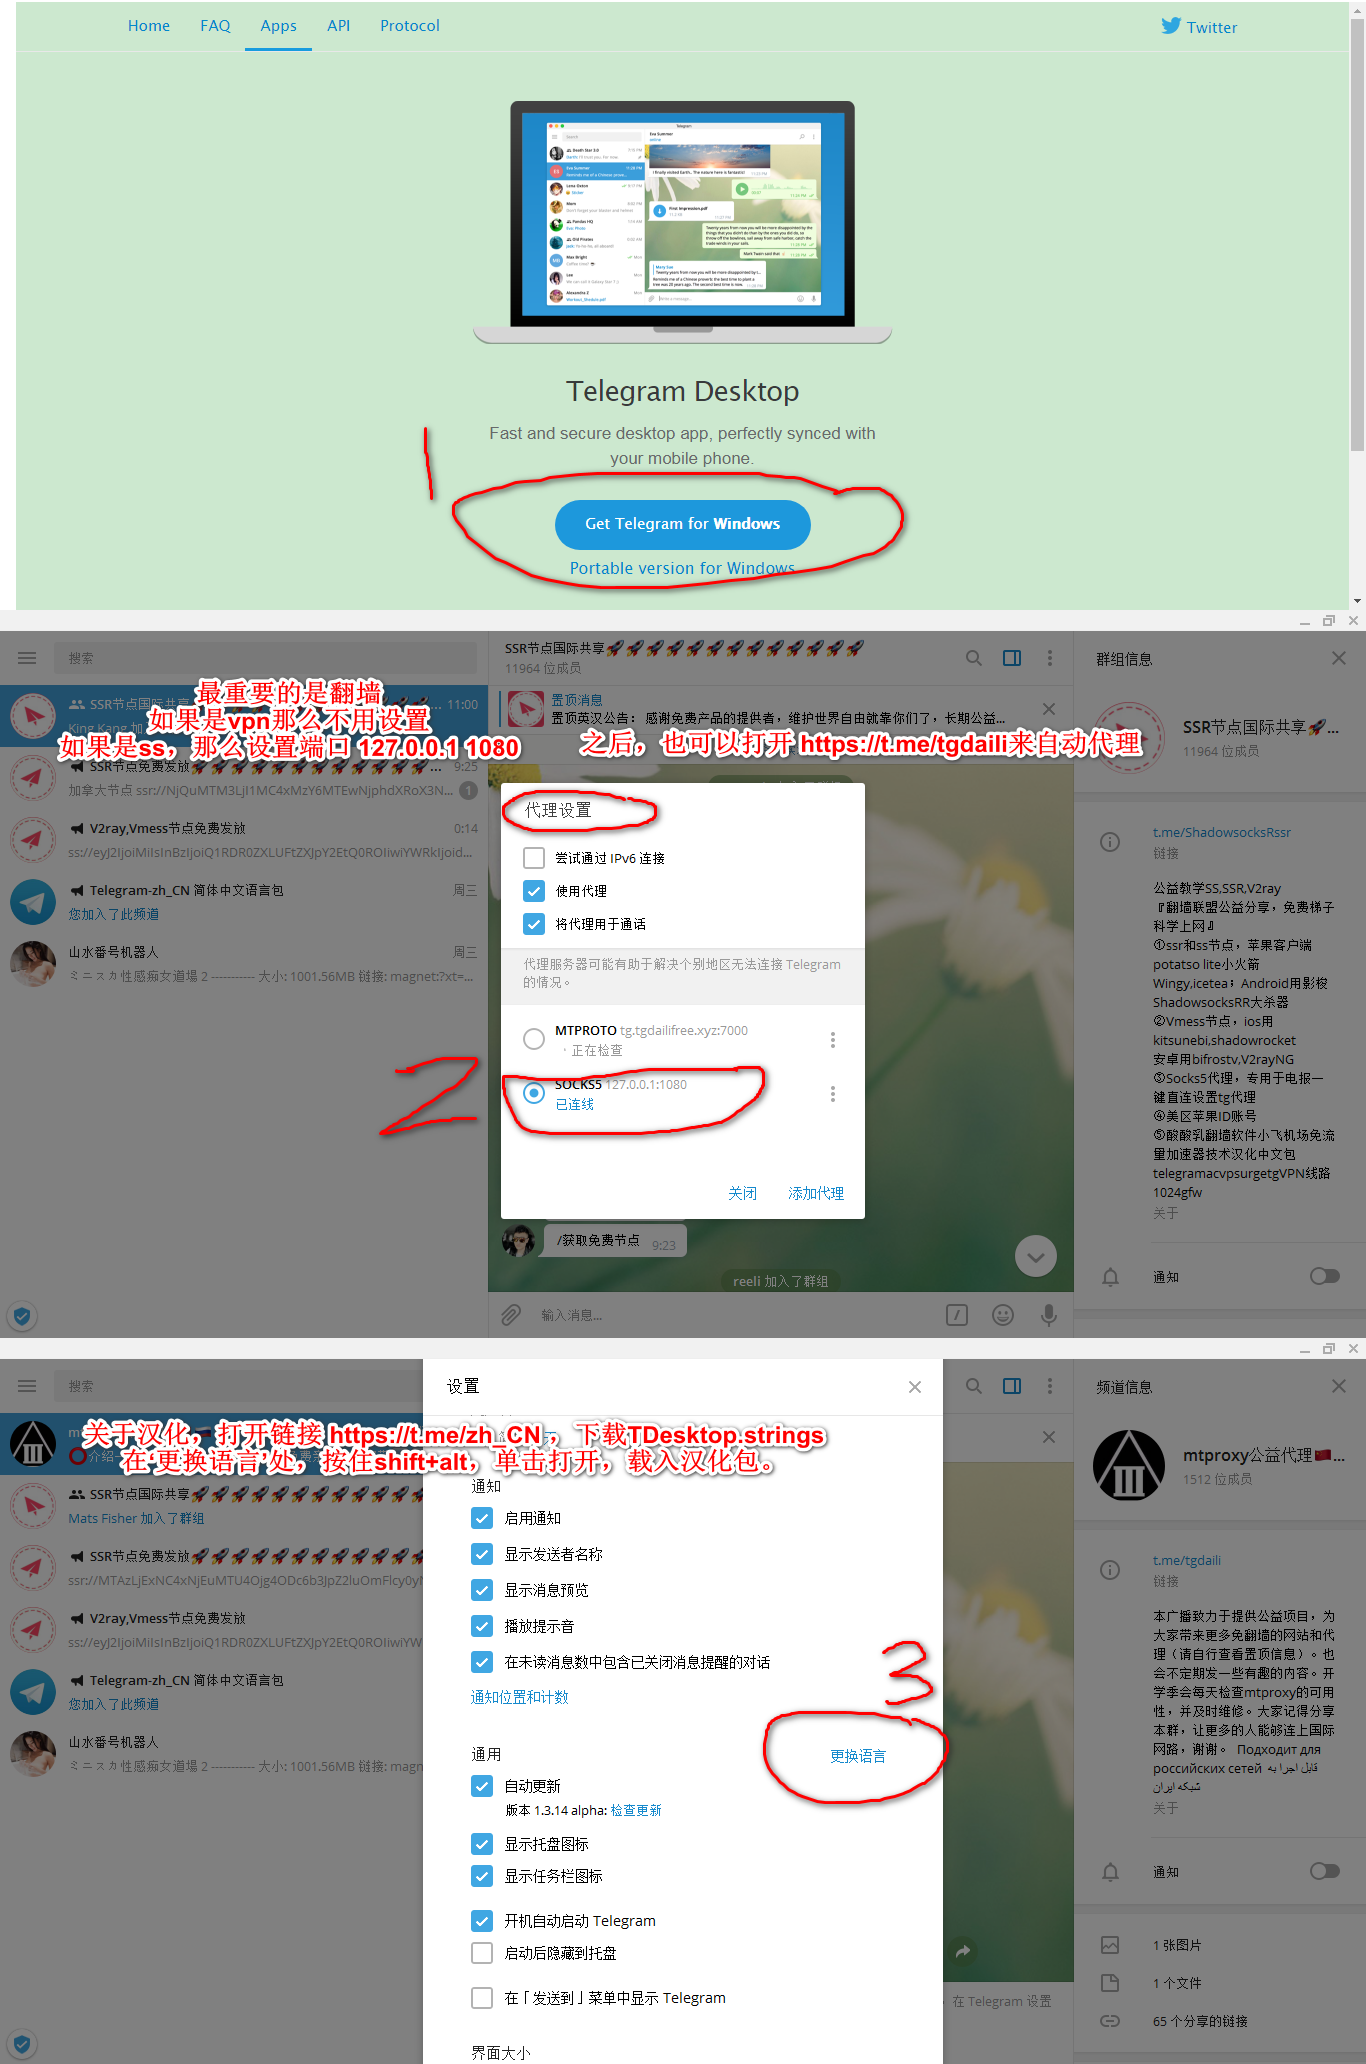 Home FAQ Apps API Protocol Twitter
Telegram Desktop
Fast and secure desktop app, perfectly synced with
your mobile phone.
1
Get Telegram for Windows
Portable version for Windows
搜索
SSR节点国际共享
11964 位成员
群组信息
最重要的是翻墙
如果是vpn那么不用设置
如果是ss，那么设置端口 127.0.0.1 1080
之后，也可以打开 https://t.me/tgdaili来自动代理
SSR节点国际共享 11:00
King Kang 加
置顶消息
置顶英汉公告： 感谢免费产品的提供者，维护世界自由就靠你们了，长期公益...
SSR节点国际共享...
11964 位成员
SSR节点免费发放... 9:25
加拿大节点 ssr://NjQuMTM3LjI1MC4xMzY6MTEwNjphdXRoX3N... 1
V2ray,Vmess节点免费发放 0:14
ss://eyJ2IjoiMiIsInBzIjoiQ1RDR0ZXLUFtZXJpY2EtQ0ROIiwiYWRkIjoid...
Telegram-zh_CN 简体中文语言包 周三
您加入了此频道
山水番号机器人 周三
ミニスカ性感痴女道場 2 ----------- 大小: 1001.56MB 链接: magnet:?xt=...
代理设置
尝试通过 IPv6 连接
使用代理
将代理用于通话
代理服务器可能有助于解决个别地区无法连接 Telegram
的情况。
MTPROTO tg.tgdailifree.xyz:7000
· 正在检查
2
SOCKS5 127.0.0.1:1080
已连线
关闭 添加代理
/获取免费节点 9:23
reeli 加入了群组
输入消息...
t.me/ShadowsocksRssr
链接
公益教学SS,SSR,V2ray
『翻墙联盟公益分享，免费梯子
科学上网』
①ssr和ss节点，苹果客户端
potatso lite小火箭
Wingy,icetea；Android用影梭
ShadowsocksRR大杀器
②Vmess节点，ios用
kitsunebi,shadowrocket
安卓用bifrostv,V2rayNG
③Socks5代理，专用于电报一
键直连设置tg代理
④美区苹果ID账号
⑤酸酸乳翻墙软件小飞机场免流
量加速器技术汉化中文包
telegramacvpsurgetgVPN线路
1024gfw
关于
通知
搜索
设置
频道信息
关于汉化，打开链接 https://t.me/zh_CN ，下载TDesktop.strings
在‘更换语言’处，按住shift+alt，单击打开，载入汉化包。
mtproxy公益代理...
1512 位成员
SSR节点国际共享
Mats Fisher 加入了群组
SSR节点免费发放
ssr://MTAzLjExNC4xNjEuMTU4Ojg4ODc6b3JpZ2luOmFlcy0yN
V2ray,Vmess节点免费发放
ss://eyJ2IjoiMiIsInBzIjoiQ1RDR0ZXLUFtZXJpY2EtQ0ROIiwiYW
Telegram-zh_CN 简体中文语言包
您加入了此频道
山水番号机器人
ミニスカ性感痴女道場 2 ----------- 大小: 1001.56MB 链接: magn
通知
启用通知
显示发送者名称
显示消息预览
播放提示音
在未读消息数中包含已关闭消息提醒的对话
通知位置和计数
3
通用
更换语言
自动更新
版本 1.3.14 alpha: 检查更新
显示托盘图标
显示任务栏图标
开机自动启动 Telegram
启动后隐藏到托盘
在「发送到」菜单中显示 Telegram
界面大小
在 Telegram 设置
t.me/tgdaili
链接
本广播致力于提供公益项目，为
大家带来更多免翻墙的网站和代
理（请自行查看置顶信息）。也
会不定期发一些有趣的内容。开
学季会每天检查mtproxy的可用
性，并及时维修。大家记得分享
本群，让更多的人能够连上国际
网路，谢谢。 Подходит для
российских сетей قابل اجرا به
شبکه ایران
关于
通知
1 张图片
1 个文件
65 个分享的链接